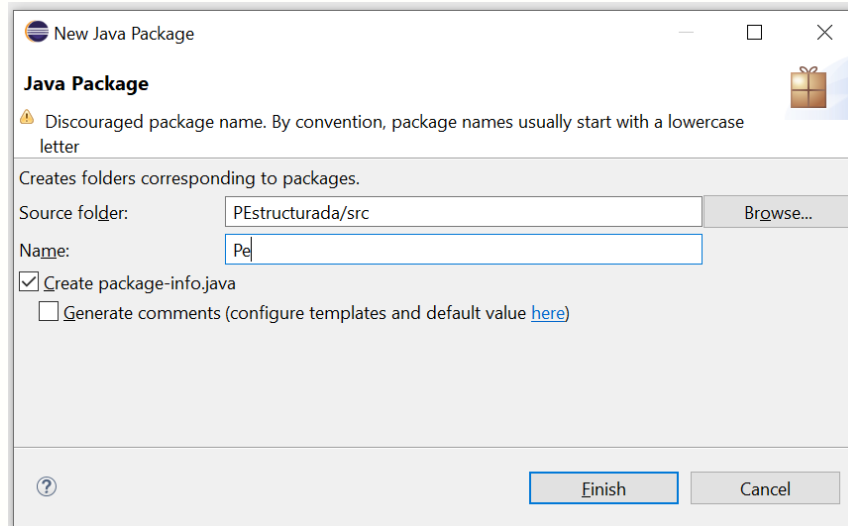 New Java Package
Java Package
Discouraged package name. By convention, package names usually start with a lowercase
letter
Creates folders corresponding to packages.
Source folder: PEstructurada/src Browse...
Name: Pe
Create package-info.java
Generate comments (configure templates and default value here)
? Finish Cancel